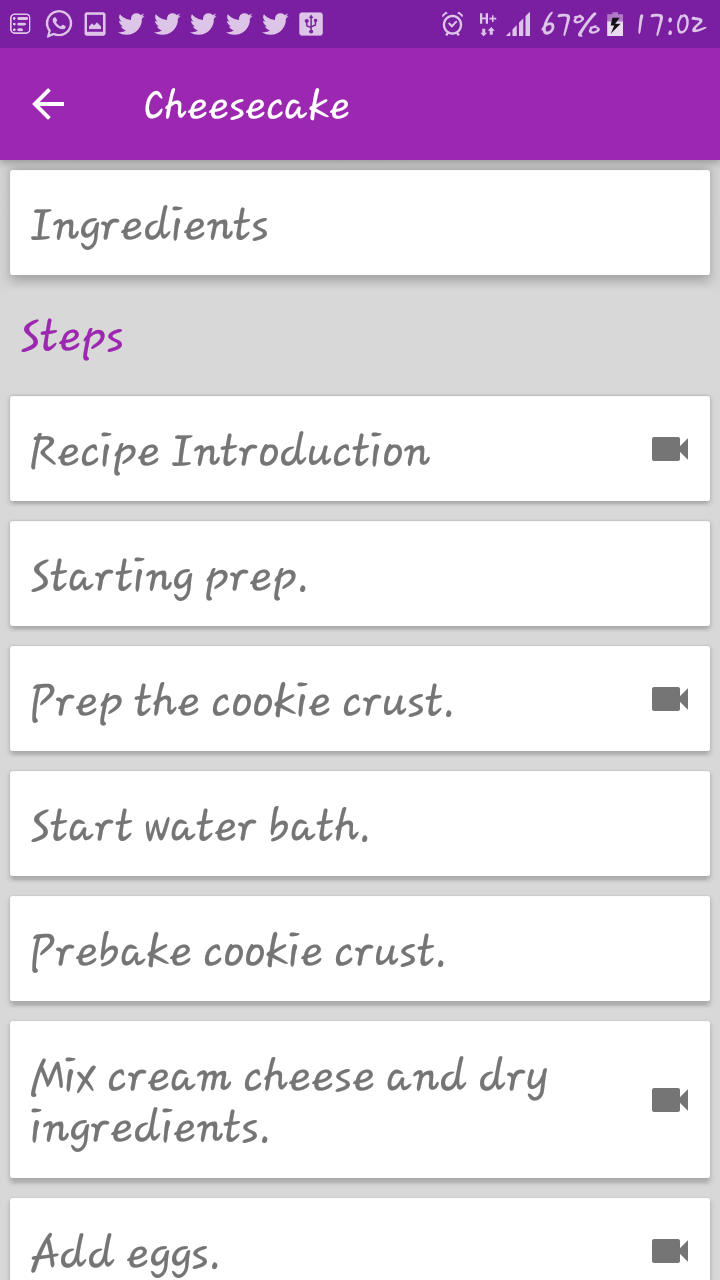 H+ 67% 17:02
Cheesecake
Ingredients
Steps
Recipe Introduction
Starting prep.
Prep the cookie crust.
Start water bath.
Prebake cookie crust.
Mix cream cheese and dry
ingredients.
Add eggs.